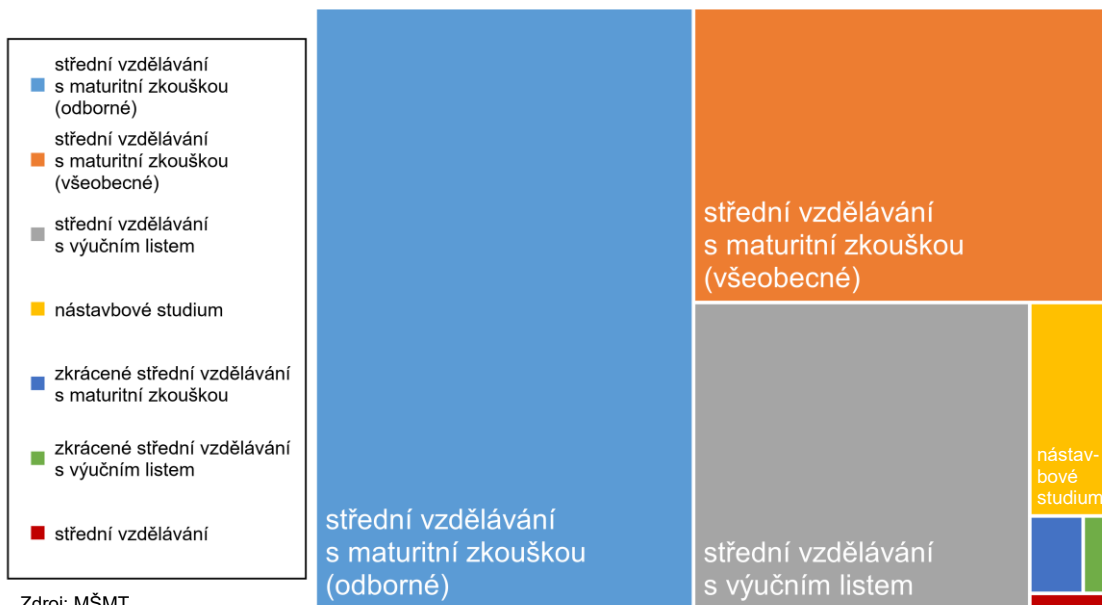 střední vzdělávání
s maturitní zkouškou
(odborné)
střední vzdělávání
s maturitní zkouškou
(všeobecné)
střední vzdělávání
s výučním listem
nástavbové studium
zkrácené střední vzdělávání
s maturitní zkouškou
zkrácené střední vzdělávání
s výučním listem
střední vzdělávání
Zdroj: MŠMT
střední vzdělávání
s maturitní zkouškou
(odborné)
střední vzdělávání
s maturitní zkouškou
(všeobecné)
střední vzdělávání
s výučním listem
nástav-
bové
studium